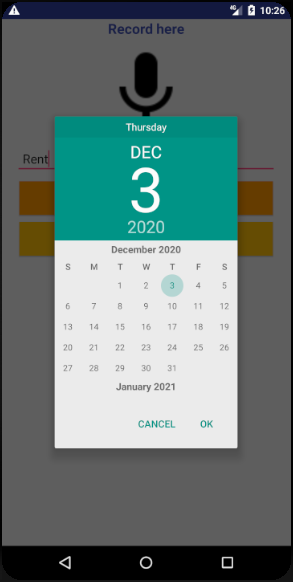 4G 10:26
Record here
Thursday
DEC
3
2020
Rent
December 2020
S M T W T F S
1 2 3 4 5
6 7 8 9 10 11 12
13 14 15 16 17 18 19
20 21 22 23 24 25 26
27 28 29 30 31
January 2021
CANCEL OK